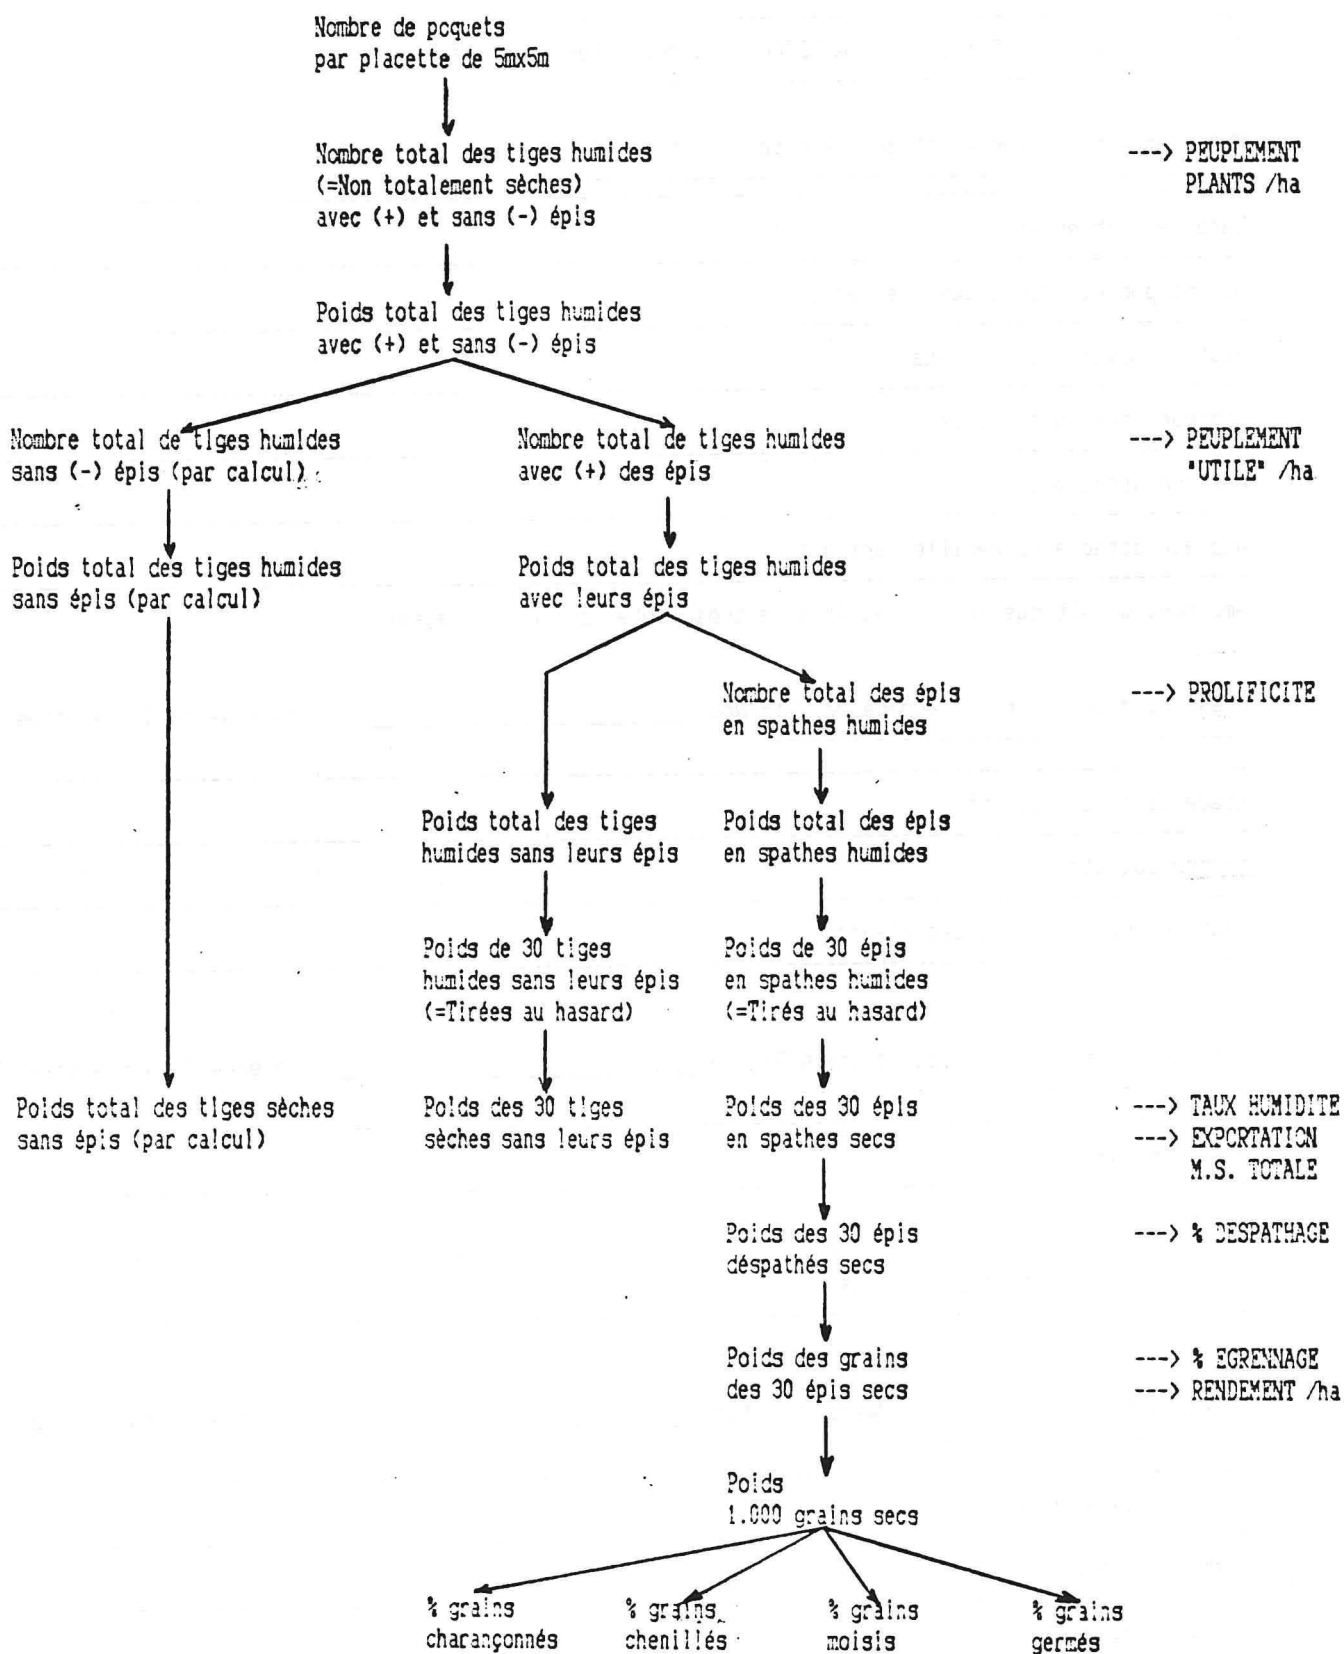 Nombre de poquets
par placette de 5mx5m
Nombre total des tiges humides
(=Non totalement sèches)
avec (+) et sans (-) épis
---> PEUPLEMENT
PLANTS /ha
Poids total des tiges humides
avec (+) et sans (-) épis
Nombre total de tiges humides
sans (-) épis (par calcul)
Nombre total de tiges humides
avec (+) des épis
---> PEUPLEMENT
"UTILE" /ha
Poids total des tiges humides
sans épis (par calcul)
Poids total des tiges humides
avec leurs épis
Nombre total des épis
en spathes humides
---> PROLIFICITE
Poids total des tiges
humides sans leurs épis
Poids total des épis
en spathes humides
Poids de 30 tiges
humides sans leurs épis
(=Tirées au hasard)
Poids de 30 épis
en spathes humides
(=Tirés au hasard)
Poids total des tiges sèches
sans épis (par calcul)
Poids des 30 tiges
sèches sans leurs épis
Poids des 30 épis
en spathes secs
---> TAUX HUMIDITE
---> EXPORTATION
M.S. TOTALE
Poids des 30 épis
déspathés secs
---> % DESPATHAGE
Poids des grains
des 30 épis secs
---> % EGRENNAGE
---> RENDEMENT /ha
Poids
1.000 grains secs
% grains
charançonnés
% grains
chenillés
% grains
moisis
% grains
germés